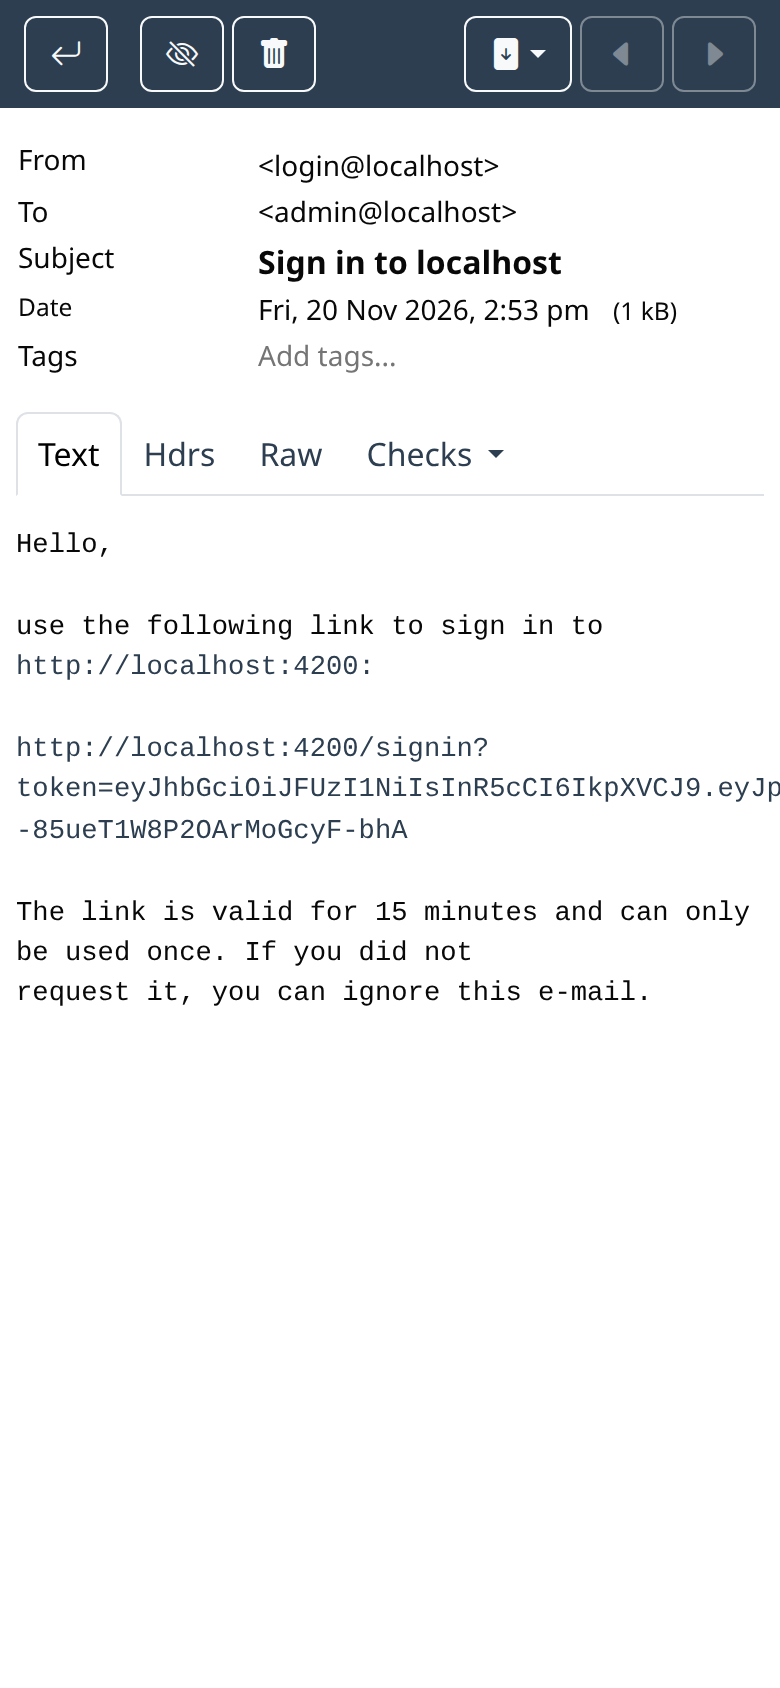 From <login@localhost>
To <admin@localhost>
Subject Sign in to localhost
Date Fri, 20 Nov 2026, 2:53 pm (1 kB)
Tags Add tags...
Text Hdrs Raw Checks
Hello,
use the following link to sign in to
http://localhost:4200:
http://localhost:4200/signin?
token=eyJhbGciOiJFUzI1NiIsInR5cCI6IkpXVCJ9.eyJp
-85ueT1W8P2OArMoGcyF-bhA
The link is valid for 15 minutes and can only
be used once. If you did not
request it, you can ignore this e-mail.